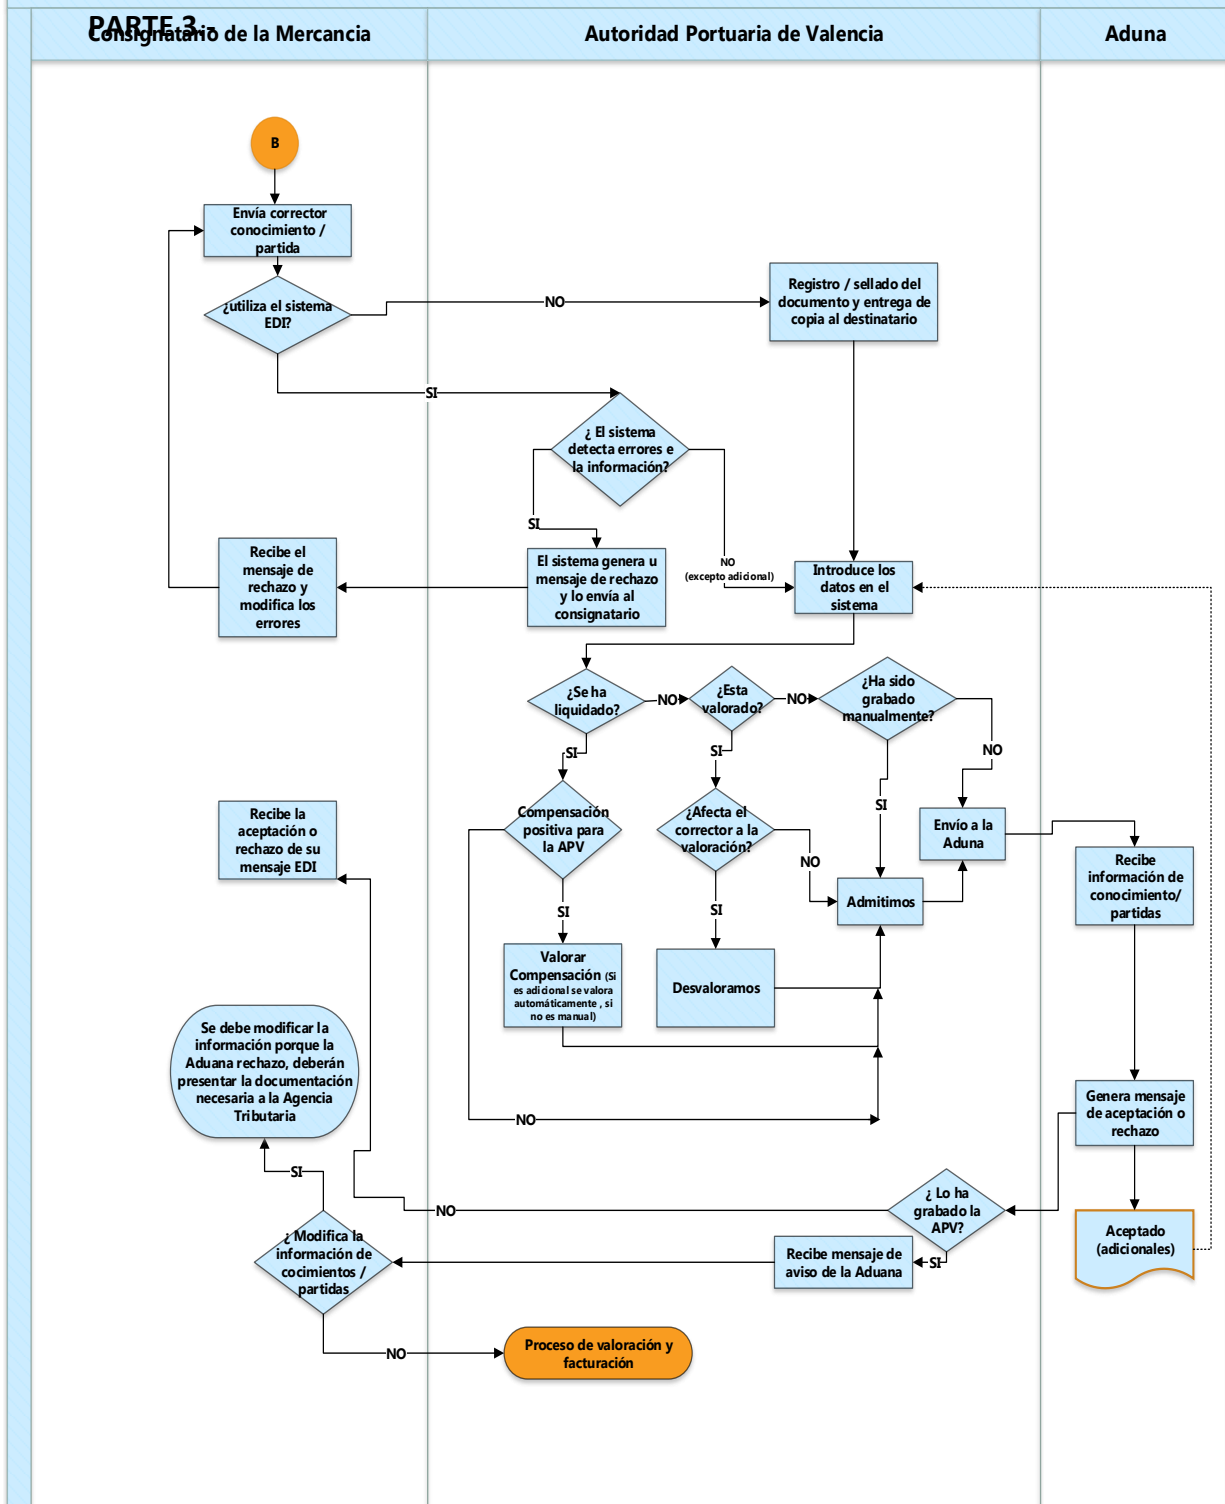 PARTE 3.-
Consignatario de la Mercancia
Autoridad Portuaria de Valencia
Aduna
B
Envía corrector
conocimiento /
partida
¿utiliza el sistema
EDI?
NO
Registro / sellado del
documento y entrega de
copia al destinatario
SI
¿ El sistema
detecta errores e
la información?
SI
NO
(excepto adicional)
Recibe el
mensaje de
rechazo y
modifica los
errores
El sistema genera u
mensaje de rechazo
y lo envía al
consignatario
Introduce los
datos en el
sistema
¿Se ha
liquidado?
NO
¿Esta
valorado?
NO
¿Ha sido
grabado
manualmente?
SI
SI
NO
SI
Recibe la
aceptación o
rechazo de su
mensaje EDI
Compensación
positiva para
la APV
¿Afecta el
corrector a la
valoración?
NO
Envío a la
Aduna
Recibe
información de
conocimiento/
partidas
SI
SI
Admitimos
Valorar
Compensación (Si
es adicional se valora
automáticamente , si
no es manual)
Desvaloramos
Se debe modificar la
información porque la
Aduana rechazo, deberán
presentar la documentación
necesaria a la Agencia
Tributaria
NO
Genera mensaje
de aceptación o
rechazo
SI
NO
¿ Lo ha
grabado la
APV?
Aceptado
(adicionales)
¿ Modifica la
información de
cocimientos /
partidas
Recibe mensaje de
aviso de la Aduana
SI
NO
Proceso de valoración y
facturación